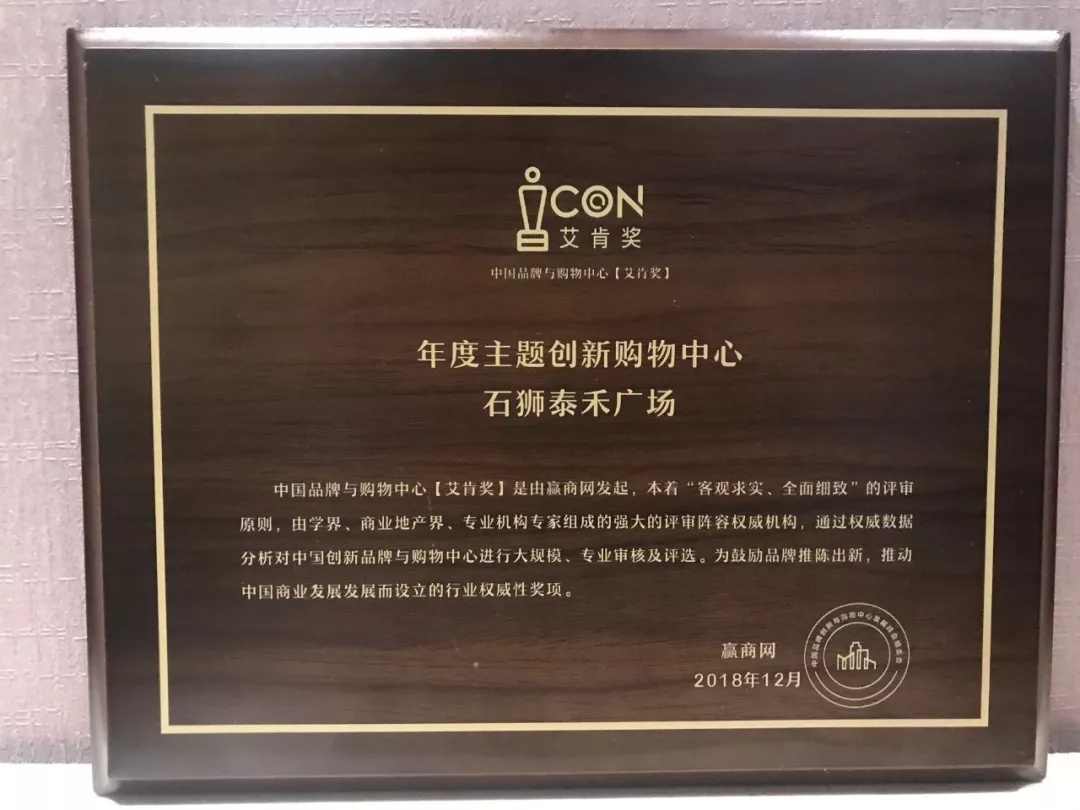 iCON
艾肯奖
中国品牌与购物中心【艾肯奖】
年度主题创新购物中心
石狮泰禾广场
中国品牌与购物中心【艾肯奖】是由赢商网发起，本着“客观求实、全面细致”的评审
原则，由学界、商业地产界、专业机构专家组成的强大的评审阵容权威机构，通过权威数据
分析对中国创新品牌与购物中心进行大规模、专业审核及评选。为鼓励品牌推陈出新，推动
中国商业发展发展而设立的行业权威性奖项。
赢商网
2018年12月